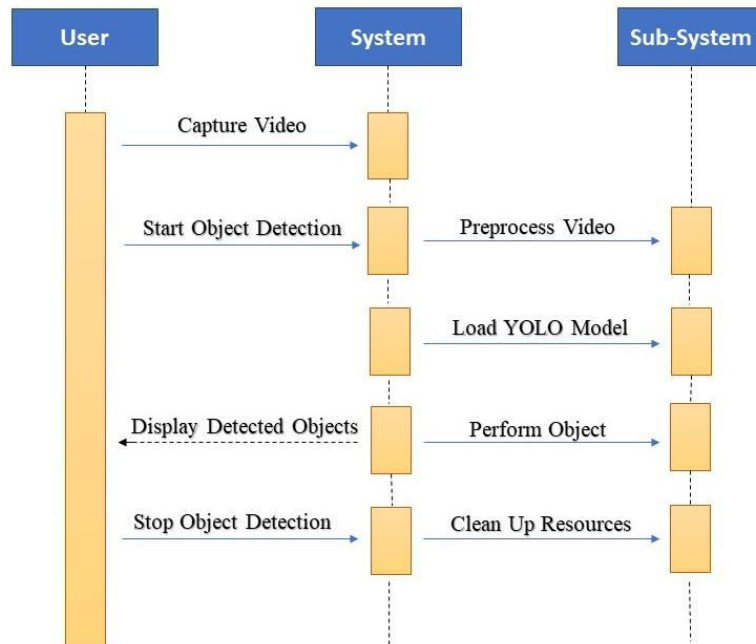 User
System
Sub-System
Capture Video
Start Object Detection
Preprocess Video
Load YOLO Model
Display Detected Objects
Perform Object
Stop Object Detection
Clean Up Resources